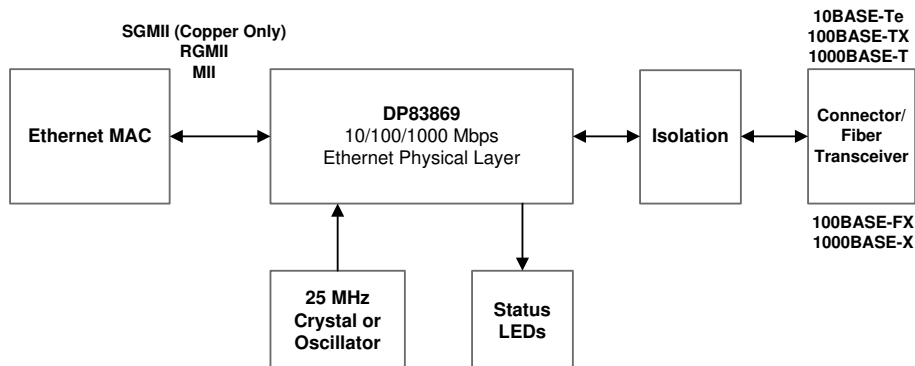 SGMII (Copper Only)
RGMII
MII
10BASE-Te
100BASE-TX
1000BASE-T
Ethernet MAC
DP83869
10/100/1000 Mbps
Ethernet Physical Layer
Isolation
Connector/
Fiber
Transceiver
100BASE-FX
1000BASE-X
25 MHz
Crystal or
Oscillator
Status
LEDs